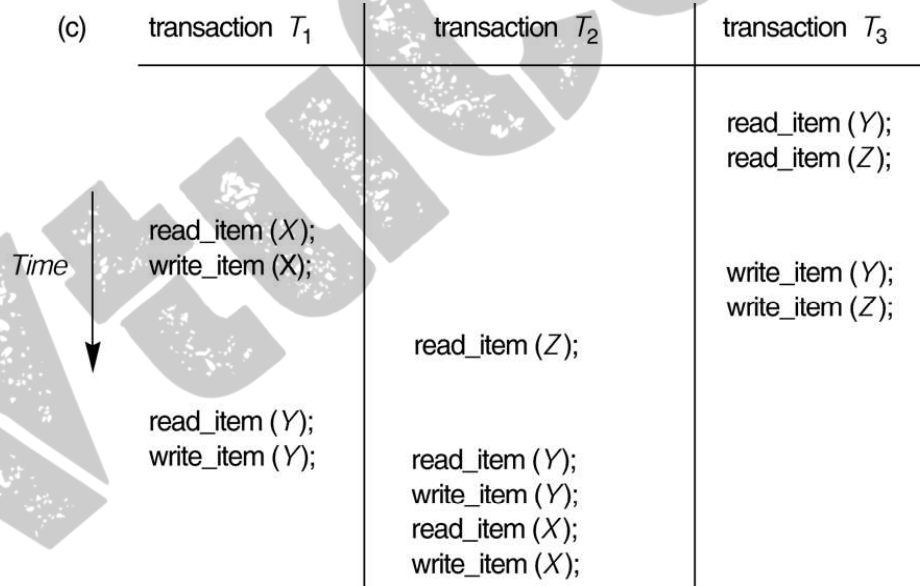 (c) transaction T₁ transaction T₂ transaction T₃
read_item (Y);
read_item (Z);
read_item (X);
Time write_item (X); write_item (Y);
write_item (Z);
read_item (Z);
read_item (Y);
write_item (Y); read_item (Y);
write_item (Y);
read_item (X);
write_item (X);